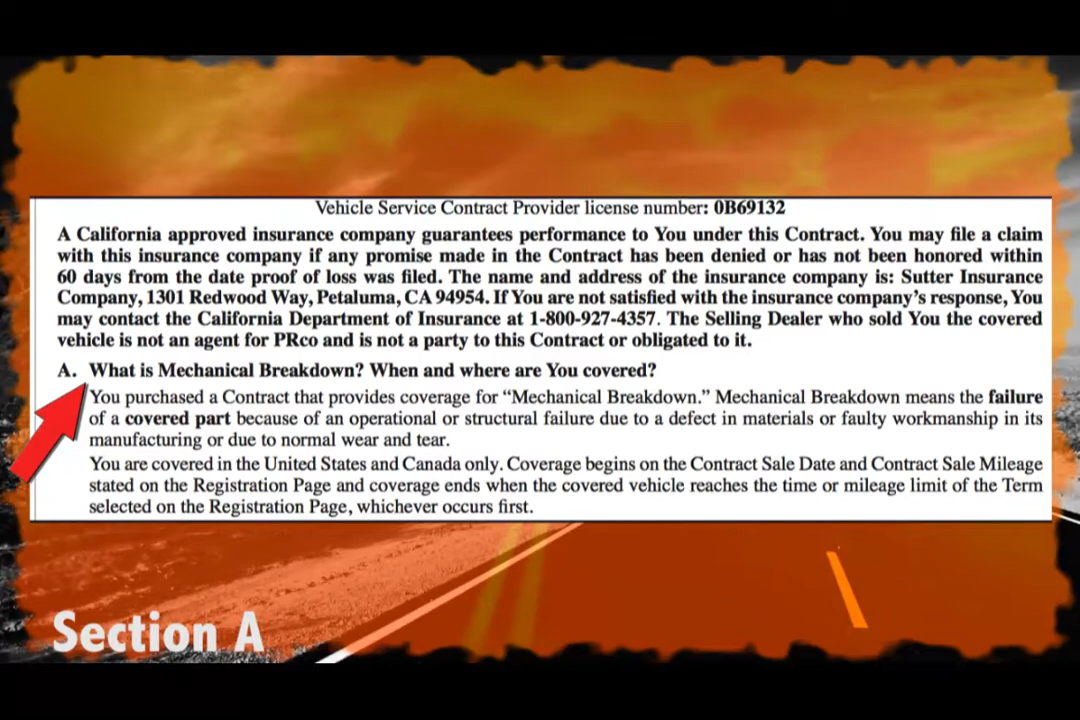 Vehicle Service Contract Provider license number: 0B69132
A California approved insurance company guarantees performance to You under this Contract. You may file a claim
with this insurance company if any promise made in the Contract has been denied or has not been honored within
60 days from the date proof of loss was filed. The name and address of the insurance company is: Sutter Insurance
Company, 1301 Redwood Way, Petaluma, CA 94954. If You are not satisfied with the insurance company's response, You
may contact the California Department of Insurance at 1-800-927-4357. The Selling Dealer who sold You the covered
vehicle is not an agent for PRco and is not a party to this Contract or obligated to it.
A. What is Mechanical Breakdown? When and where are You covered?
You purchased a Contract that provides coverage for “Mechanical Breakdown.” Mechanical Breakdown means the failure
of a covered part because of an operational or structural failure due to a defect in materials or faulty workmanship in its
manufacturing or due to normal wear and tear.
You are covered in the United States and Canada only. Coverage begins on the Contract Sale Date and Contract Sale Mileage
stated on the Registration Page and coverage ends when the covered vehicle reaches the time or mileage limit of the Term
selected on the Registration Page, whichever occurs first.
Section A